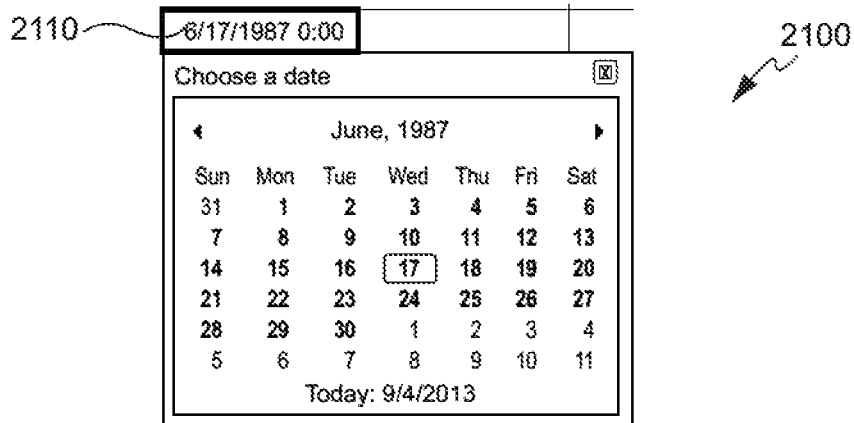 2110 6/17/1987 0:00
2100
Choose a date X
June, 1987
Sun Mon Tue Wed Thu Fri Sat
31 1 2 3 4 5 6
7 8 9 10 11 12 13
14 15 16 17 18 19 20
21 22 23 24 25 26 27
28 29 30 1 2 3 4
5 6 7 8 9 10 11
Today: 9/4/2013